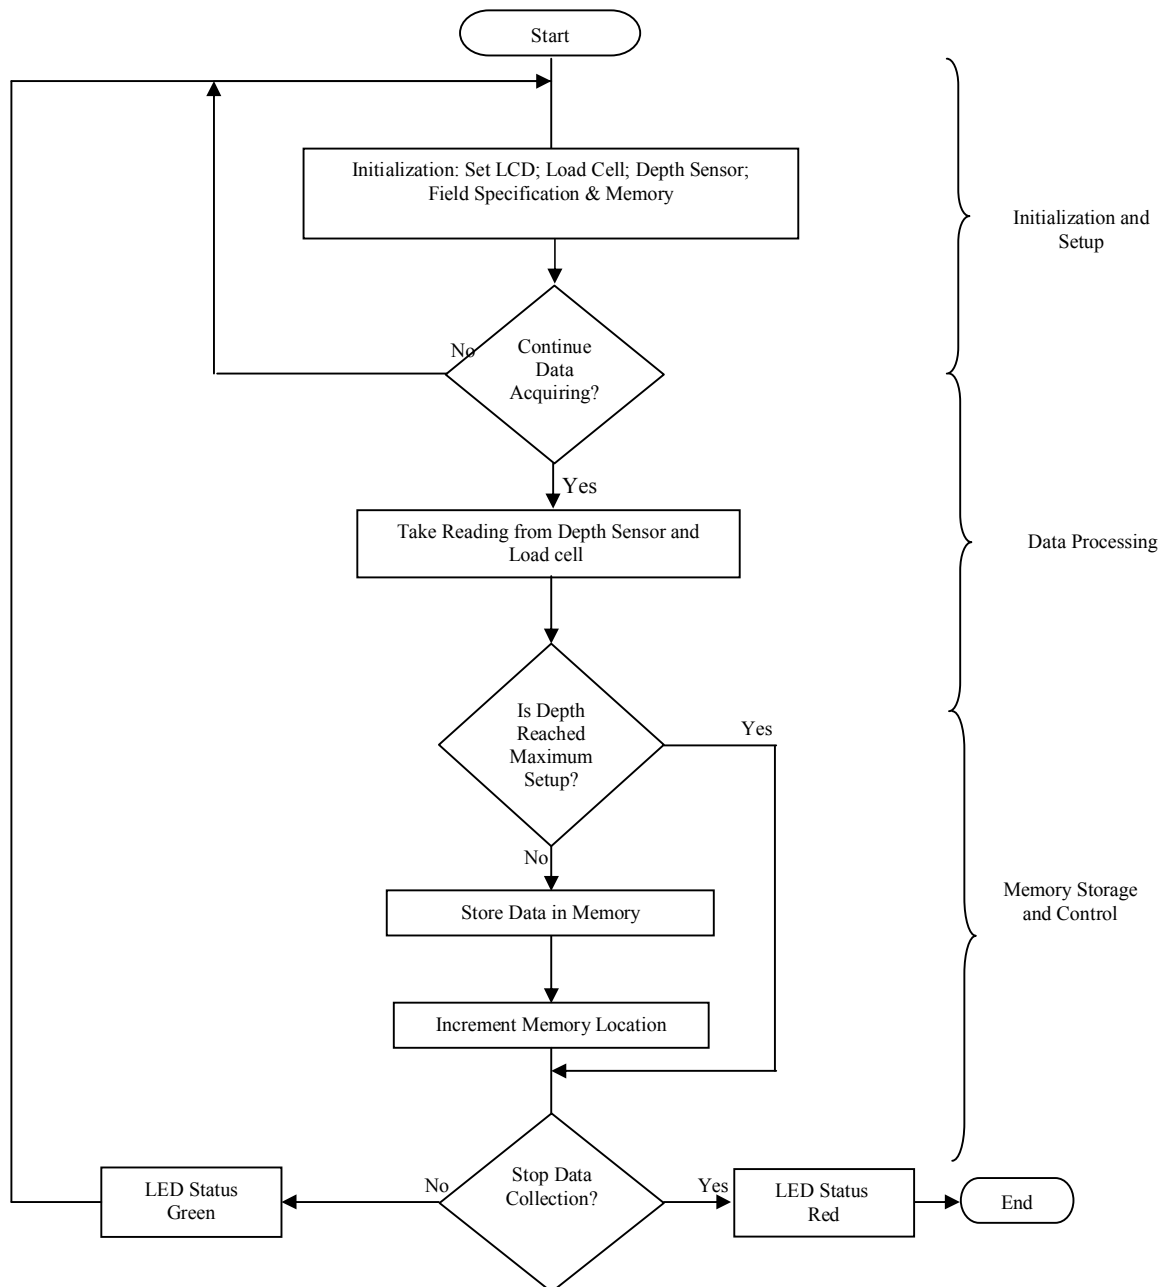 Start
Initialization: Set LCD; Load Cell; Depth Sensor;
Field Specification & Memory
Initialization and
Setup
No
Continue
Data
Acquiring?
Yes
Take Reading from Depth Sensor and
Load cell
Data Processing
Is Depth
Reached
Maximum
Setup?
Yes
No
Store Data in Memory
Memory Storage
and Control
Increment Memory Location
Stop Data
Collection?
No
LED Status
Green
Yes
LED Status
Red
End